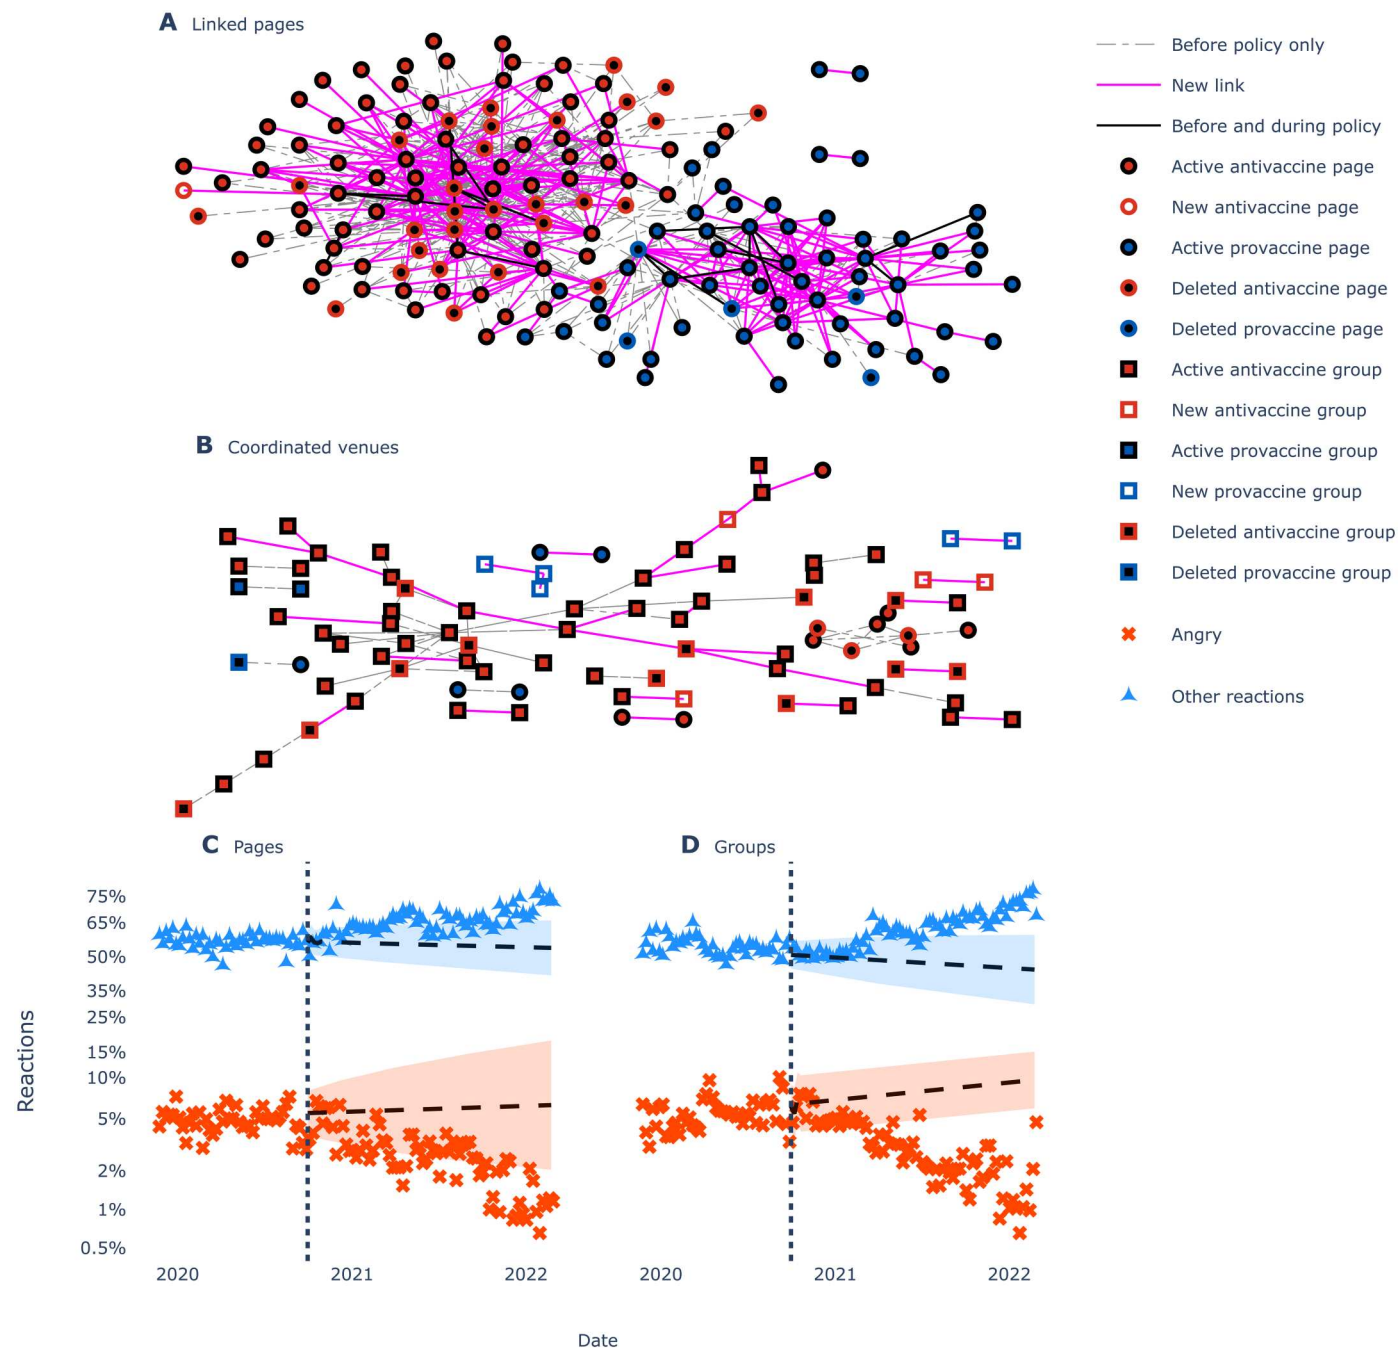 A Linked pages
Before policy only
New link
Before and during policy
Active antivaccine page
New antivaccine page
Active provaccine page
Deleted antivaccine page
Deleted provaccine page
Active antivaccine group
New antivaccine group
Active provaccine group
New provaccine group
Deleted antivaccine group
Deleted provaccine group
Angry
Other reactions
B Coordinated venues
C Pages
D Groups
75%
65%
50%
35%
25%
15%
10%
5%
2%
1%
0.5%
Reactions
2020 2021 2022
2020 2021 2022
Date